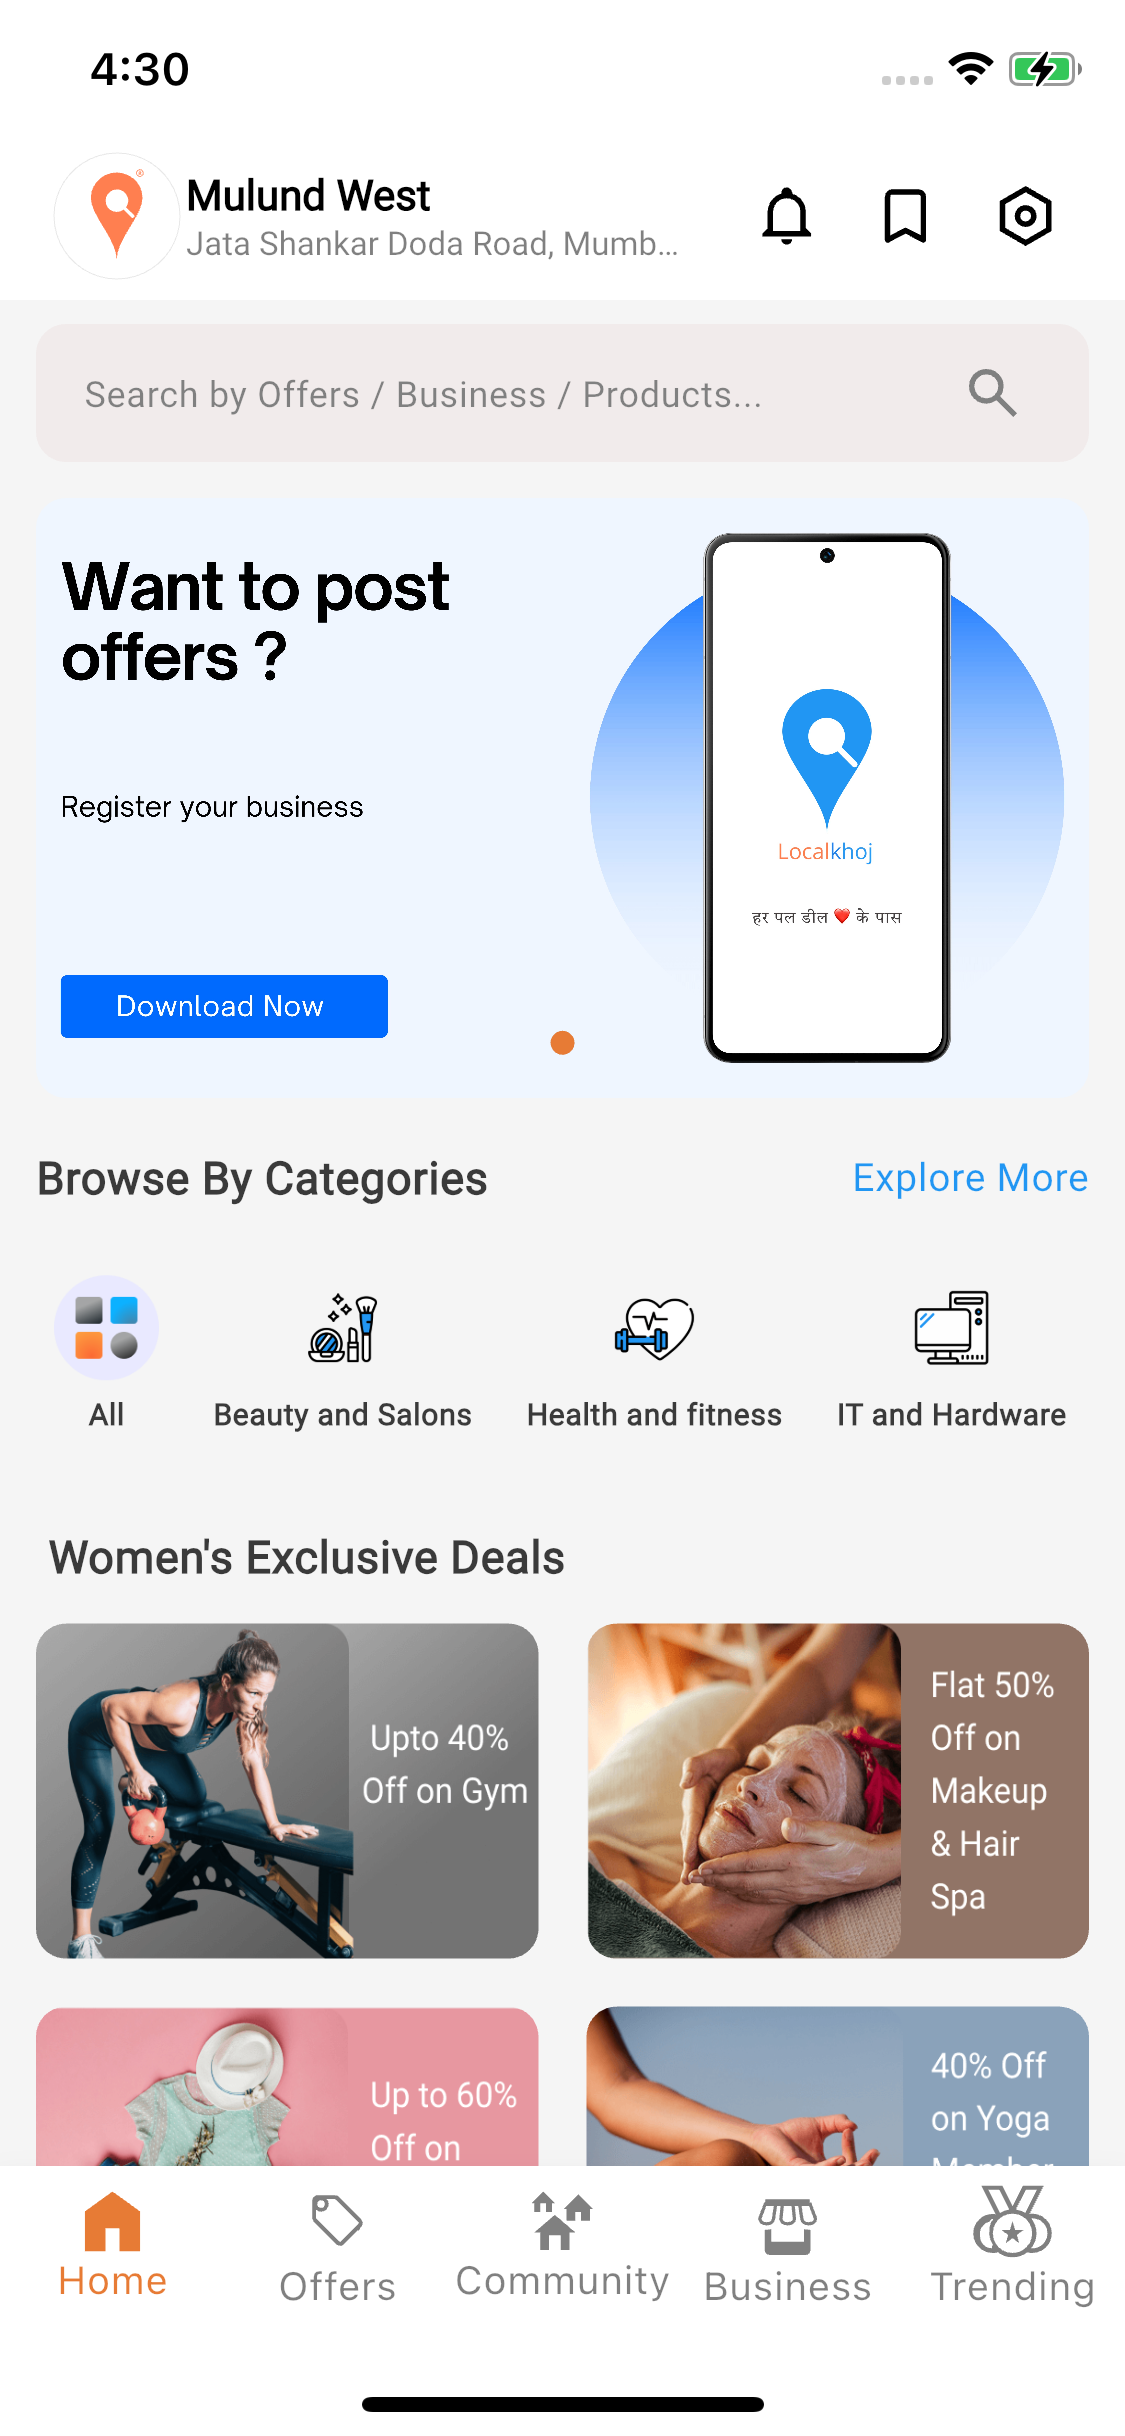 4:30
Mulund West
Jata Shankar Doda Road, Mumb...
Search by Offers / Business / Products...
Want to post
offers ?
Register your business
Download Now
Localkhoj
हर पल डील ❤️ के पास
Browse By Categories
Explore More
All
Beauty and Salons
Health and fitness
IT and Hardware
Women's Exclusive Deals
Upto 40%
Off on Gym
Flat 50%
Off on
Makeup
& Hair
Spa
Up to 60%
Off on
40% Off
on Yoga
Home
Offers
Community
Business
Trending